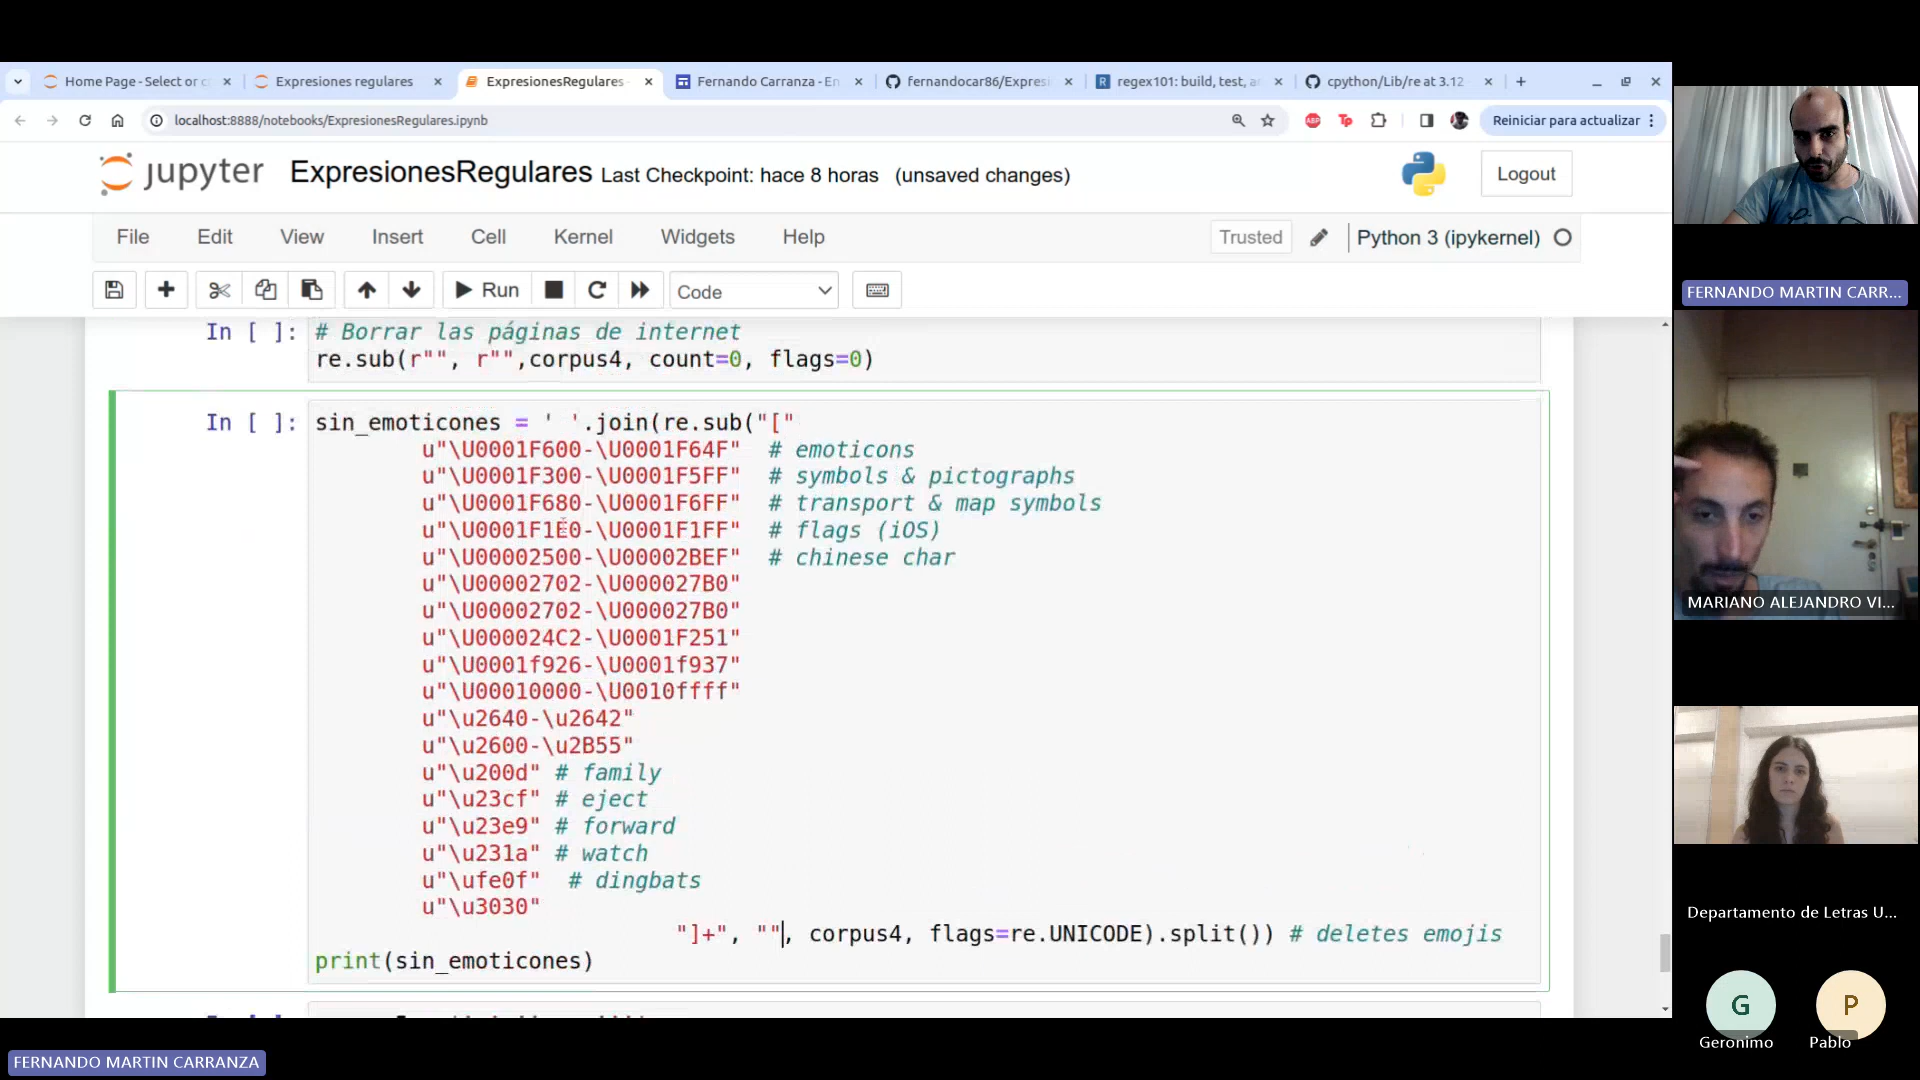 Home Page - Select or c
Expresiones regulares
ExpresionesRegulares -
Fernando Carranza - En
fernandocar86/Expresi
regex101: build, test, a
cpython/Lib/re at 3.12
localhost:8888/notebooks/ExpresionesRegulares.ipynb
ABP
Tp
Reiniciar para actualizar
jupyter
ExpresionesRegulares Last Checkpoint: hace 8 horas (unsaved changes)
Logout
File Edit View Insert Cell Kernel Widgets Help
Trusted
Python 3 (ipykernel)
Run
Code
In [ ]: # Borrar las páginas de internet
re.sub(r"", r"",corpus4, count=0, flags=0)
In [ ]: sin_emoticones = ' '.join(re.sub("["
u"\U0001F600-\U0001F64F" # emoticons
u"\U0001F300-\U0001F5FF" # symbols & pictographs
u"\U0001F680-\U0001F6FF" # transport & map symbols
u"\U0001F1E0-\U0001F1FF" # flags (iOS)
u"\U00002500-\U00002BEF" # chinese char
u"\U00002702-\U000027B0"
u"\U00002702-\U000027B0"
u"\U000024C2-\U0001F251"
u"\U0001f926-\U0001f937"
u"\U00010000-\U0010ffff"
u"\u2640-\u2642"
u"\u2600-\u2B55"
u"\u200d" # family
u"\u23cf" # eject
u"\u23e9" # forward
u"\u231a" # watch
u"\ufe0f" # dingbats
u"\u3030"
"]+", "", corpus4, flags=re.UNICODE).split()) # deletes emojis
print(sin_emoticones)
FERNANDO MARTIN CARR...
MARIANO ALEJANDRO VI...
Departamento de Letras U...
G
Geronimo
P
Pablo
FERNANDO MARTIN CARRANZA